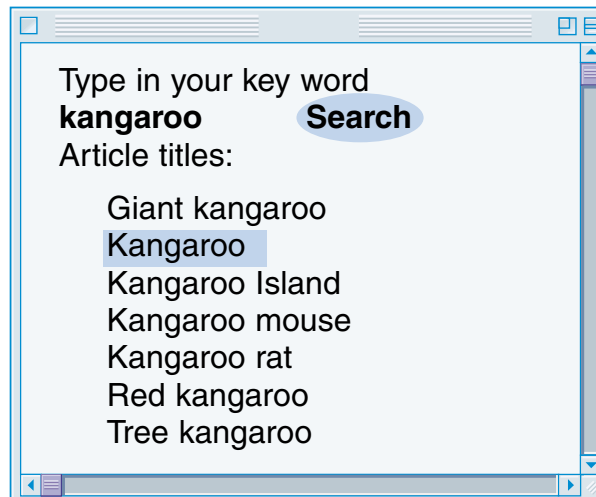 Type in your key word
kangaroo Search
Article titles:
Giant kangaroo
Kangaroo
Kangaroo Island
Kangaroo mouse
Kangaroo rat
Red kangaroo
Tree kangaroo